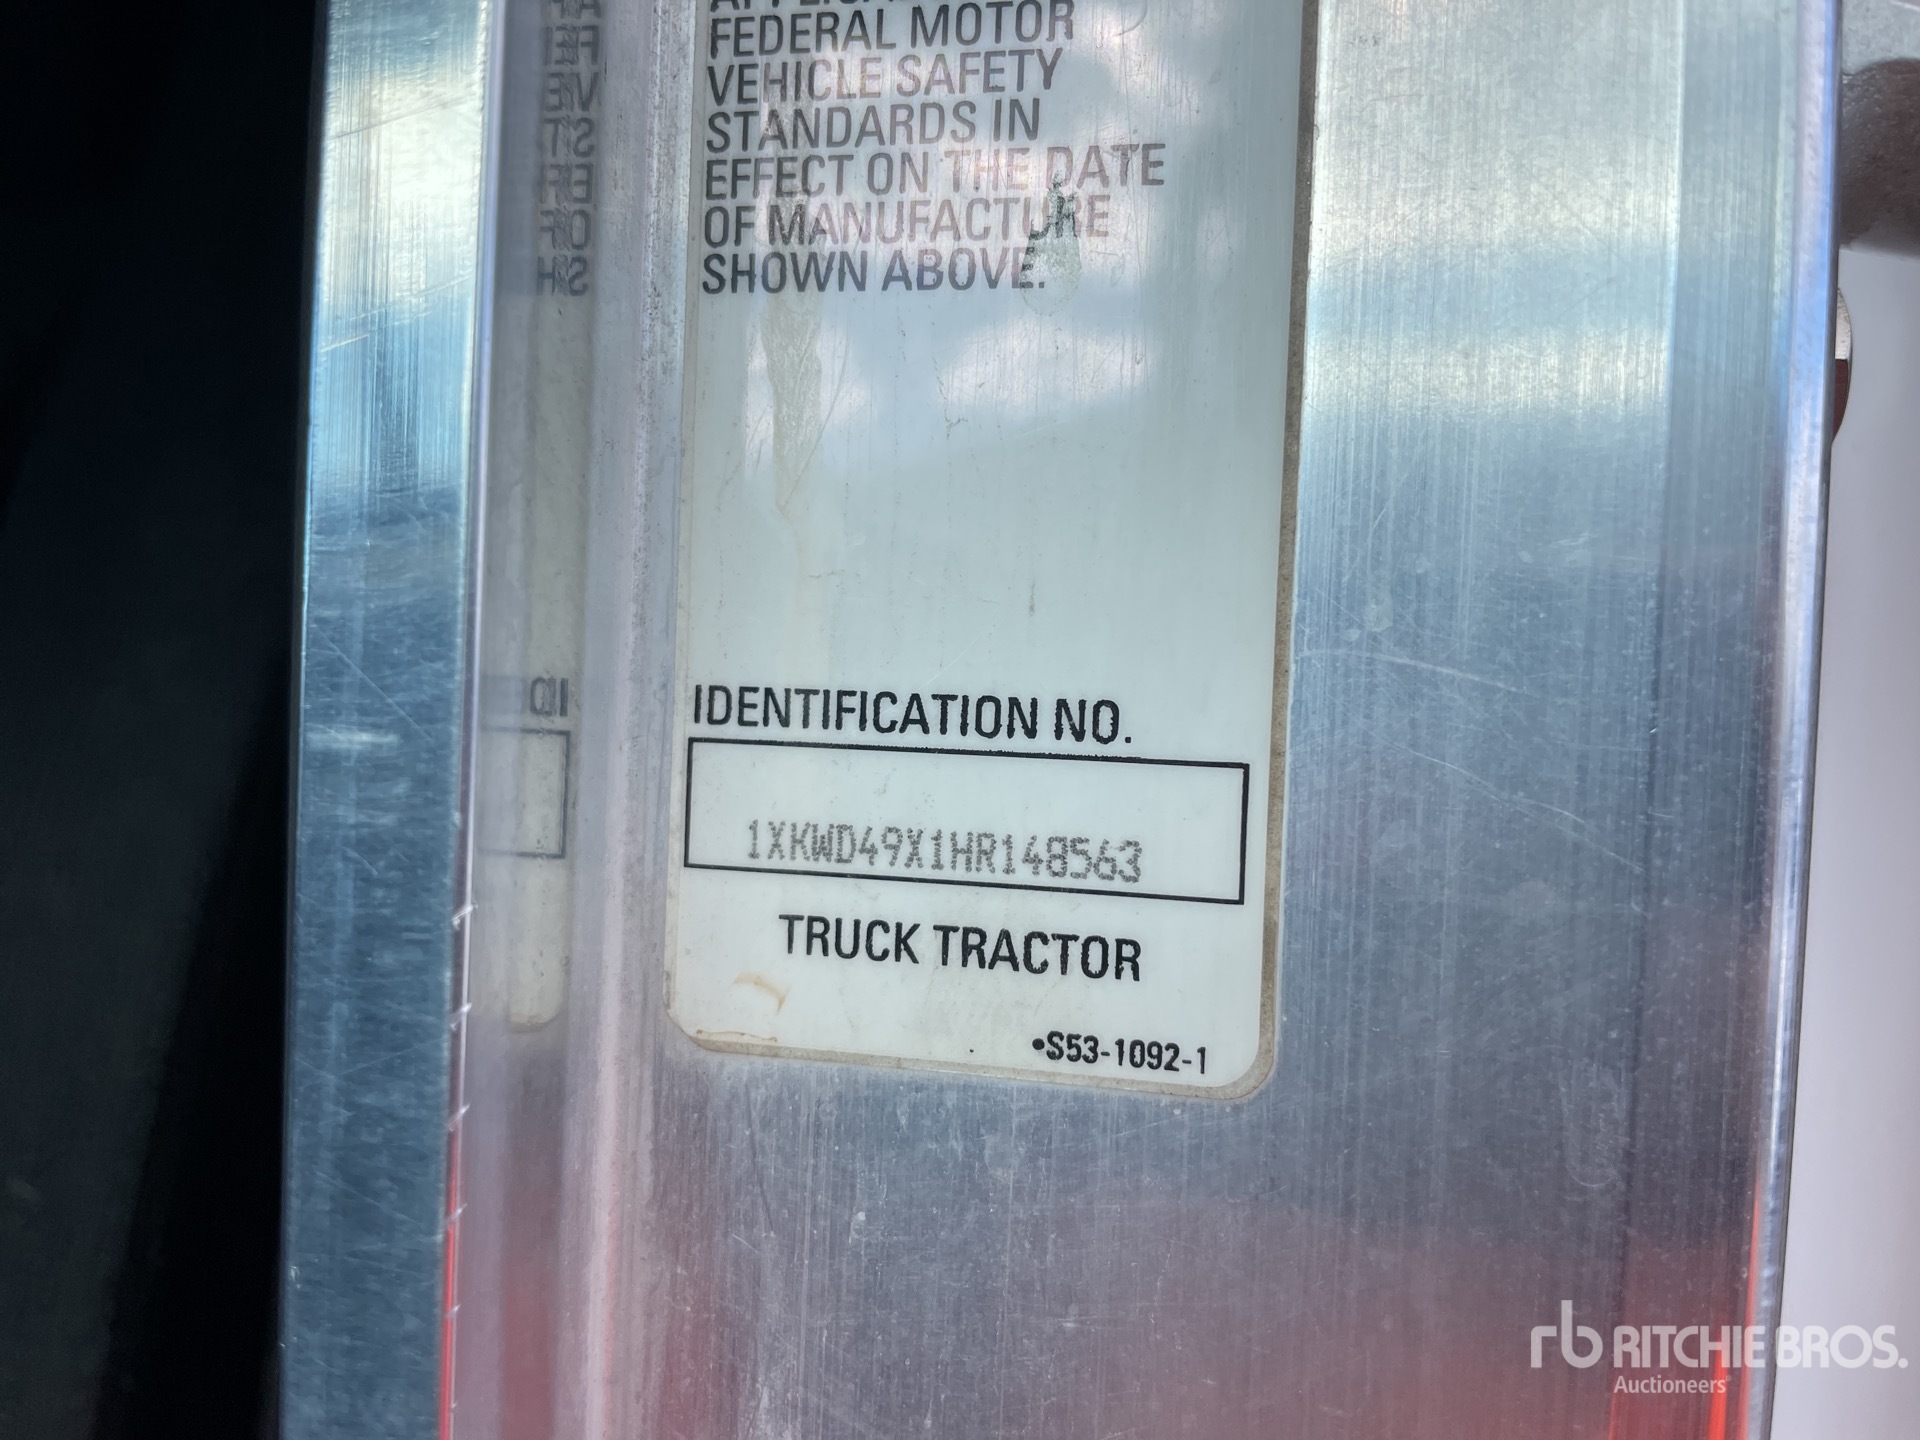 FEDERAL MOTOR
VEHICLE SAFETY
STANDARDS IN
EFFECT ON THE DATE
OF MANUFACTURE
SHOWN ABOVE.
IDENTIFICATION NO.
1XKWD49X1HR148563
TRUCK TRACTOR
•S53-1092-1
rb RITCHIE BROS.
Auctioneers